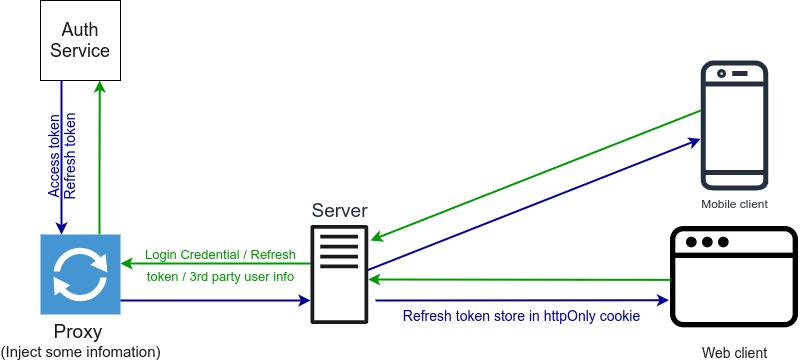 Auth
Service
Access token
Refresh token
Mobile client
Server
Login Credential / Refresh
token / 3rd party user info
Refresh token store in httpOnly cookie
Proxy
(Inject some infomation)
Web client